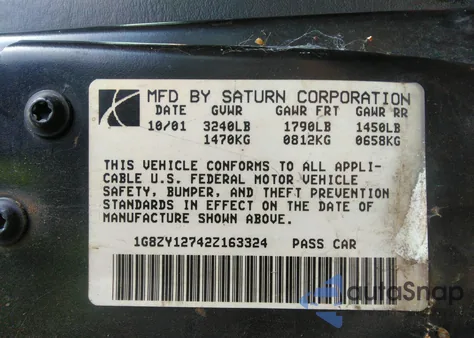 MFD BY SATURN CORPORATION
DATE GVWR GAWR FRT GAWR RR
10/01 3240LB 1790LB 1450LB
1470KG 0812KG 0658KG
THIS VEHICLE CONFORMS TO ALL APPLI-
CABLE U.S. FEDERAL MOTOR VEHICLE
SAFETY, BUMPER, AND THEFT PREVENTION
STANDARDS IN EFFECT ON THE DATE OF
MANUFACTURE SHOWN ABOVE.
1G8ZY12742Z163324 PASS CAR
AutoSnap